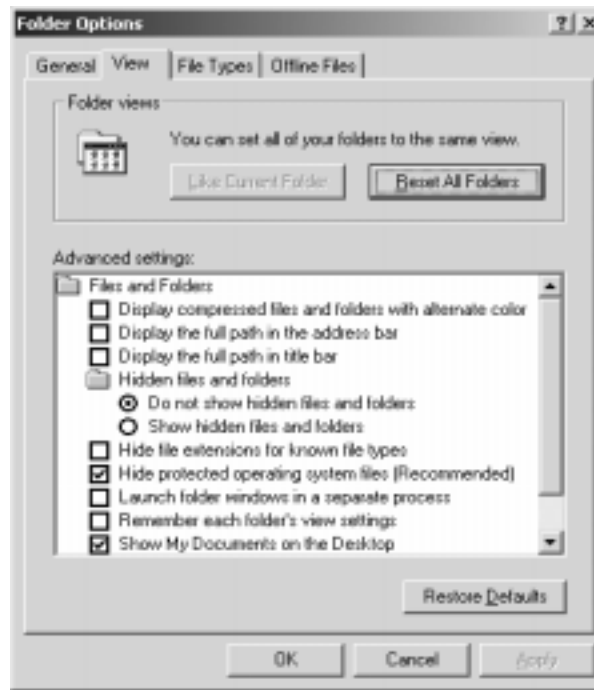 Folder Options
General View File Types Offline Files
Folder views
You can set all of your folders to the same view.
Like Current Folder Reset All Folders
Advanced settings:
Files and Folders
Display compressed files and folders with alternate color
Display the full path in the address bar
Display the full path in title bar
Hidden files and folders
Do not show hidden files and folders
Show hidden files and folders
Hide file extensions for known file types
Hide protected operating system files (Recommended)
Launch folder windows in a separate process
Remember each folder's view settings
Show My Documents on the Desktop
Restore Defaults
OK Cancel Apply